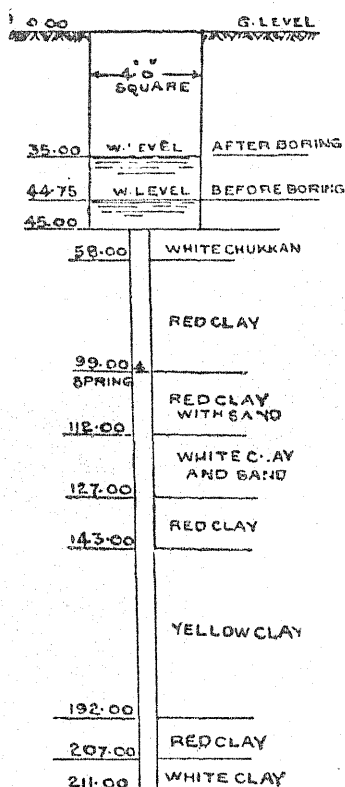 0.00 G. LEVEL
4'0"
SQUARE
35.00 W. EVEL AFTER BORING
44.75 W. LEVEL BEFORE BORING
45.00
58.00 WHITE CHUKKAN
RED CLAY
99.00
SPRING
RED CLAY
WITH SAND
112.00
WHITE C AY
AND SAND
127.00
RED CLAY
143.00
YELLOW CLAY
192.00
RED CLAY
207.00
211.00 WHITE CLAY